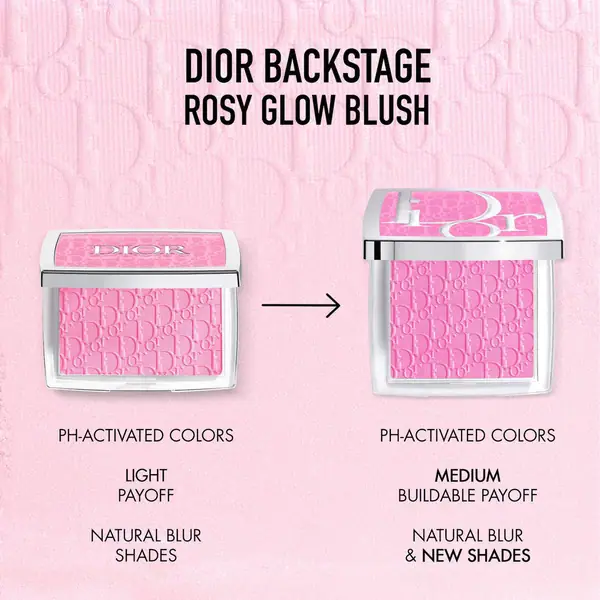 DIOR BACKSTAGE
ROSY GLOW BLUSH
DIOR
Dior
PH-ACTIVATED COLORS
LIGHT
PAYOFF
NATURAL BLUR
SHADES
PH-ACTIVATED COLORS
MEDIUM
BUILDABLE PAYOFF
NATURAL BLUR
& NEW SHADES